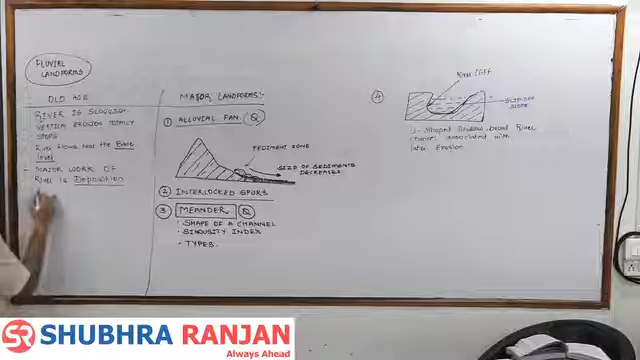 FLUVIAL
LANDFORMS
OLD AGE
RIVER IS SLUGGISH
VERTICAL EROSION TOTALLY
STOPS
River flows near the Base
level
- MAJOR WORK OF
River is Deposition
MAJOR LANDFORMS:-
① ALLUVIAL FAN (Q)
PEDIMENT ZONE
SIZE OF SEDIMENTS
DECREASES
② INTERLOCKED SPURS
③ MEANDER (Q)
• SHAPE OF A CHANNEL
• SINUOSITY INDEX
• TYPES.
④
RIVER CLIFF
SLIP OFF
SLOPE
U-Shaped broad River
channel associated with
later Erosion
SR SHUBHRA RANJAN
Always Ahead